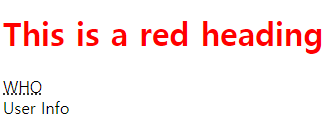 This is a red heading
WHO
User Info